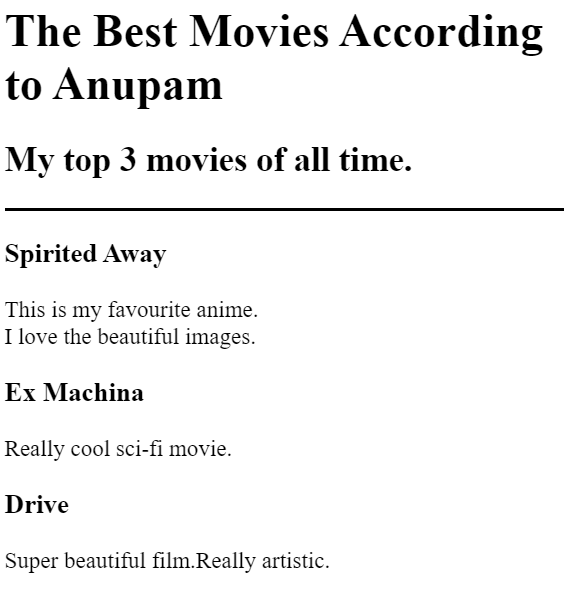 The Best Movies According
to Anupam
My top 3 movies of all time.
Spirited Away
This is my favourite anime.
I love the beautiful images.
Ex Machina
Really cool sci-fi movie.
Drive
Super beautiful film.Really artistic.